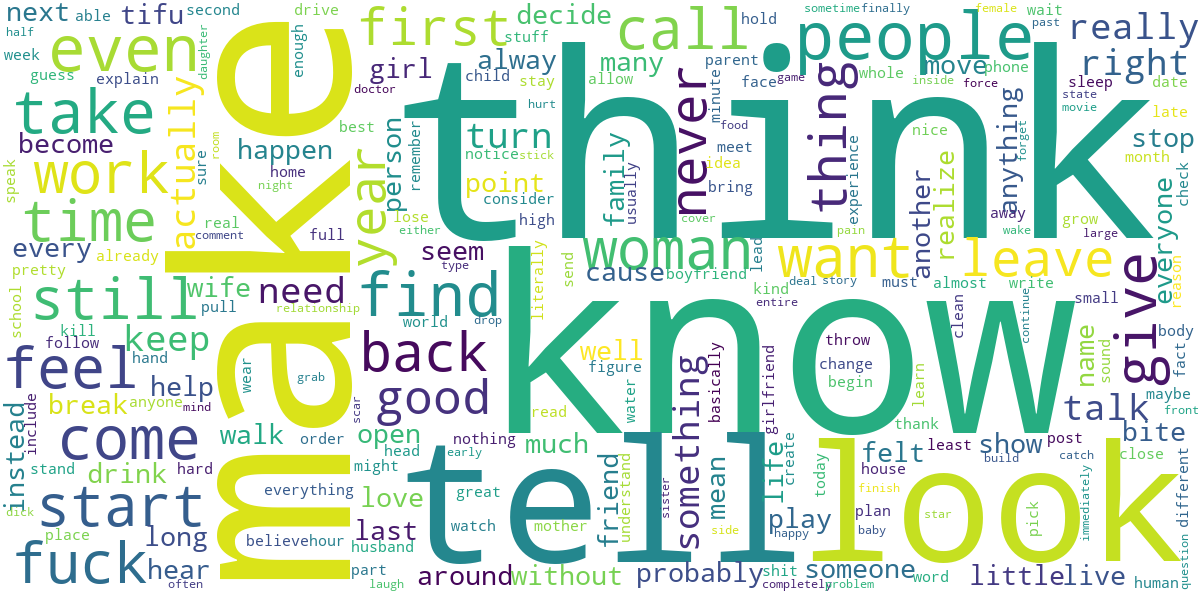 next
able
tifu
second
drive
first
decide
stuff
call
hold
sometime
finally
female
wait
past
really
half
week
even
daughter
enough
girl
alway
many
parent
people
move
phone
right
guess
explain
actually
make
doctor
child
stay
allow
face
game
whole
inside
force
sleep
state
movie
date
take
think
hurt
never
minute
thing
late
become
best
person
turn
food
nice
anything
forget
stop
happen
remember
notice
stick
family
meet
idea
month
work
sure
room
home
night
year
point
usually
bring
experience
another
realize
everyone
check
speak
consider
time
real
comment
full
lose
either
high
cover
pain
away
wake
grow
large
every
already
seem
type
woman
lead
want
leave
reason
pretty
literally
send
cause
boyfriend
kind
deal
story
must
almost
write
give
still
wife
need
find
entire
small
school
pull
relationship
world
drop
know
clean
continue
kill
keep
follow
hand
wear
back
well
figure
throw
change
begin
name
sound
body
fact
feel
help
grab
good
water
something
basically
girlfriend
learn
maybe
front
break
anyone
mind
scar
read
talk
instead
include
come
walk
order
open
nothing
much
thank
bite
stand
drink
hard
head
early
tell
life
create
look
felt
least
show
post
catch
close
might
friend
understand
mean
today
house
build
everything
love
great
sister
finish
dick
start
last
watch
mother
side
play
plan
star
pick
immediately
question
different
place
long
believe
hour
husband
happy
baby
fuck
hear
part
around
without
probably
shit
someone
word
little
live
often
laugh
completely
problem
human